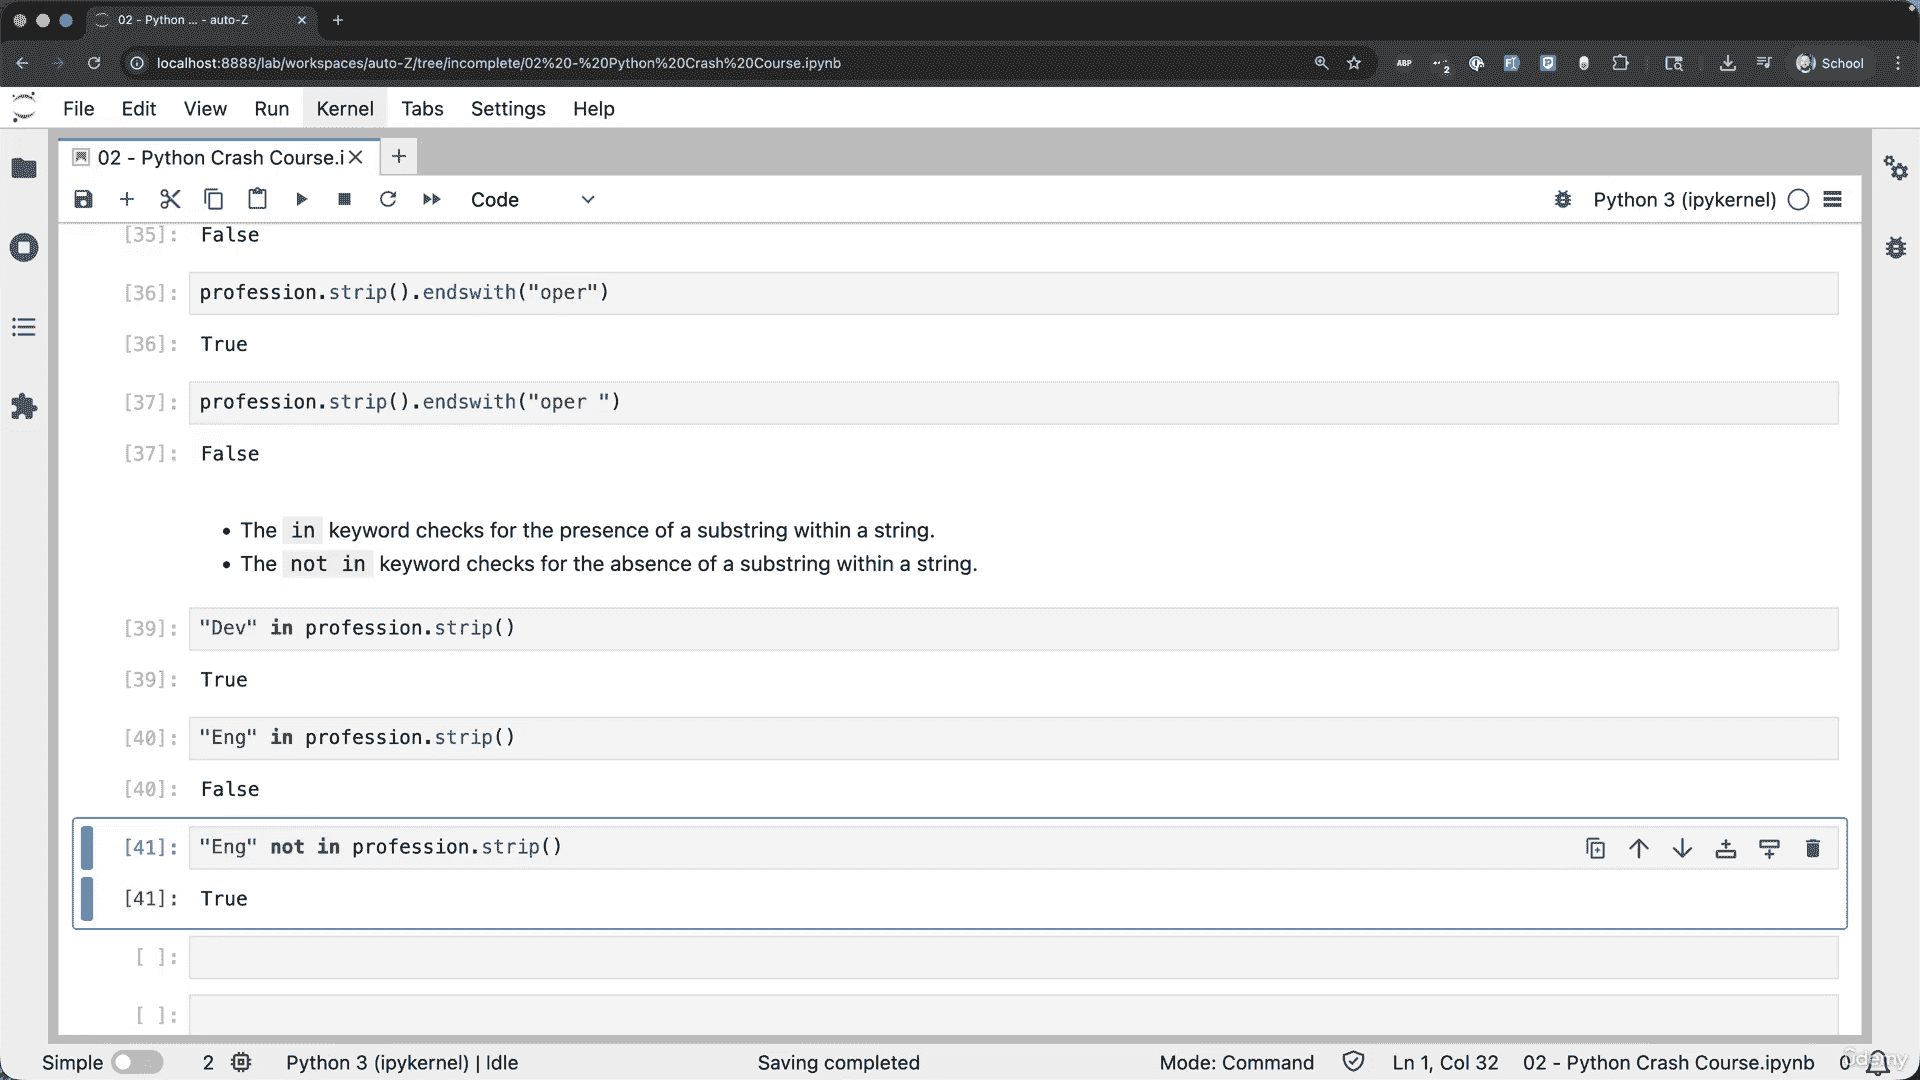 02 - Python ... - auto-Z
localhost:8888/lab/workspaces/auto-Z/tree/incomplete/02%20-%20Python%20Crash%20Course.ipynb
ABP
2
School
File Edit View Run Kernel Tabs Settings Help
02 - Python Crash Course.i
Code
Python 3 (ipykernel)
[35]: False
[36]: profession.strip().endswith("oper")
[36]: True
[37]: profession.strip().endswith("oper ")
[37]: False
• The in keyword checks for the presence of a substring within a string.
• The not in keyword checks for the absence of a substring within a string.
[39]: "Dev" in profession.strip()
[39]: True
[40]: "Eng" in profession.strip()
[40]: False
[41]: "Eng" not in profession.strip()
[41]: True
[ ]:
[ ]:
Simple 2 Python 3 (ipykernel) | Idle Saving completed Mode: Command Ln 1, Col 32 02 - Python Crash Course.ipynb 0
Udemy